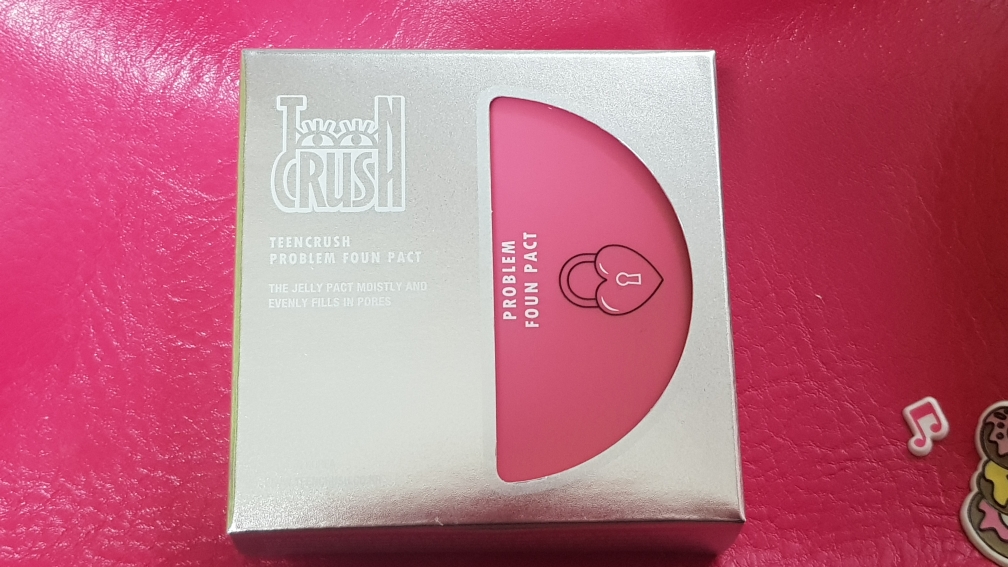 TEEN
CRUSH
TEENCRUSH
PROBLEM FOUN PACT
THE JELLY PACT MOISTLY AND
EVENLY FILLS IN PORES
PROBLEM
FOUN PACT